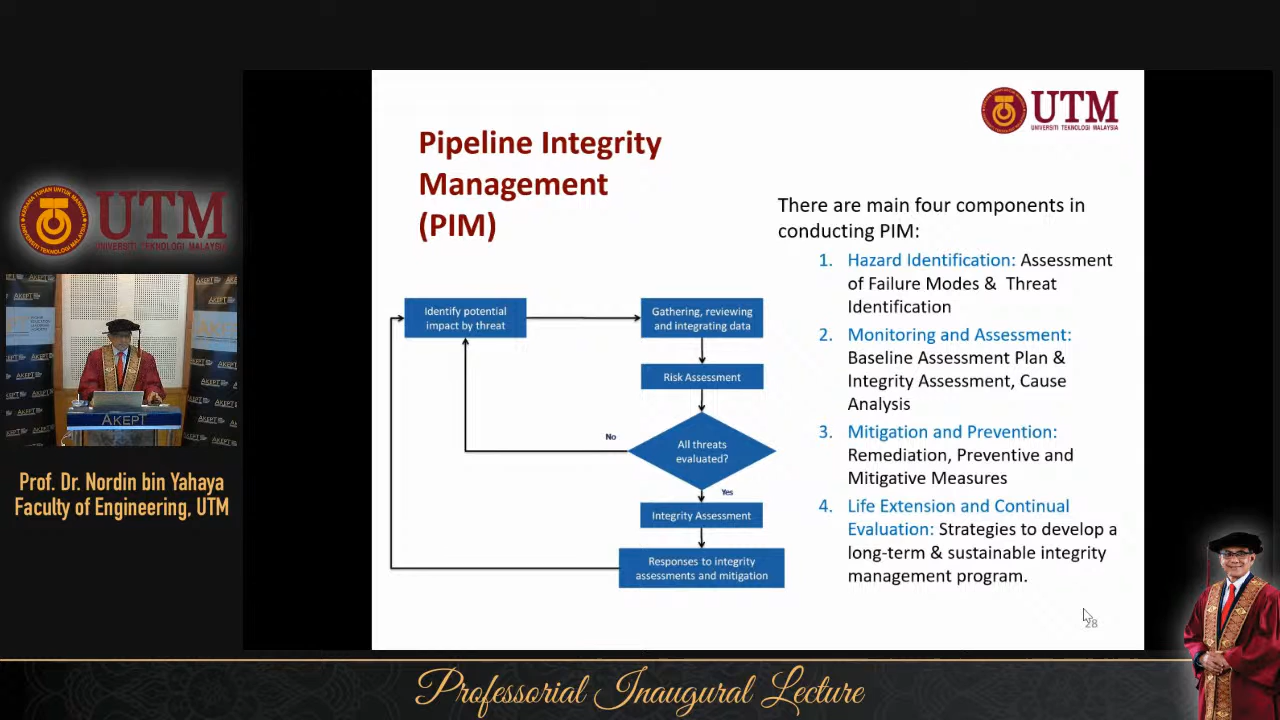 UTM
UNIVERSITI TEKNOLOGI MALAYSIA
Pipeline Integrity
Management
(PIM)
Identify potential
impact by threat
Gathering, reviewing
and integrating data
Risk Assessment
All threats
evaluated?
No
Yes
Integrity Assessment
Responses to integrity
assessments and mitigation
There are main four components in
conducting PIM:
1. Hazard Identification: Assessment
of Failure Modes & Threat
Identification
2. Monitoring and Assessment:
Baseline Assessment Plan &
Integrity Assessment, Cause
Analysis
3. Mitigation and Prevention:
Remediation, Preventive and
Mitigative Measures
4. Life Extension and Continual
Evaluation: Strategies to develop a
long-term & sustainable integrity
management program.
28
UTM
UNIVERSITI TEKNOLOGI MALAYSIA
AKEPT
Prof. Dr. Nordin bin Yahaya
Faculty of Engineering, UTM
Professorial Inaugural Lecture